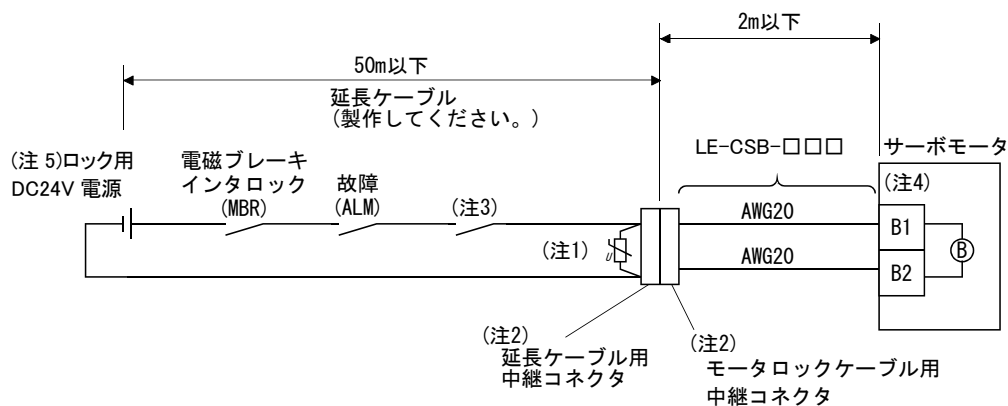 2m以下
50m以下
延長ケーブル
(製作してください。)
LE-CSB-□□□
サーボモータ
(注 5)ロック用
DC24V 電源
電磁ブレーキ
インタロック
(MBR)
故障
(ALM)
(注3)
(注4)
AWG20
B1
(注1)
U
AWG20
B2
B
(注2)
延長ケーブル用
中継コネクタ
(注2)
モータロックケーブル用
中継コネクタ